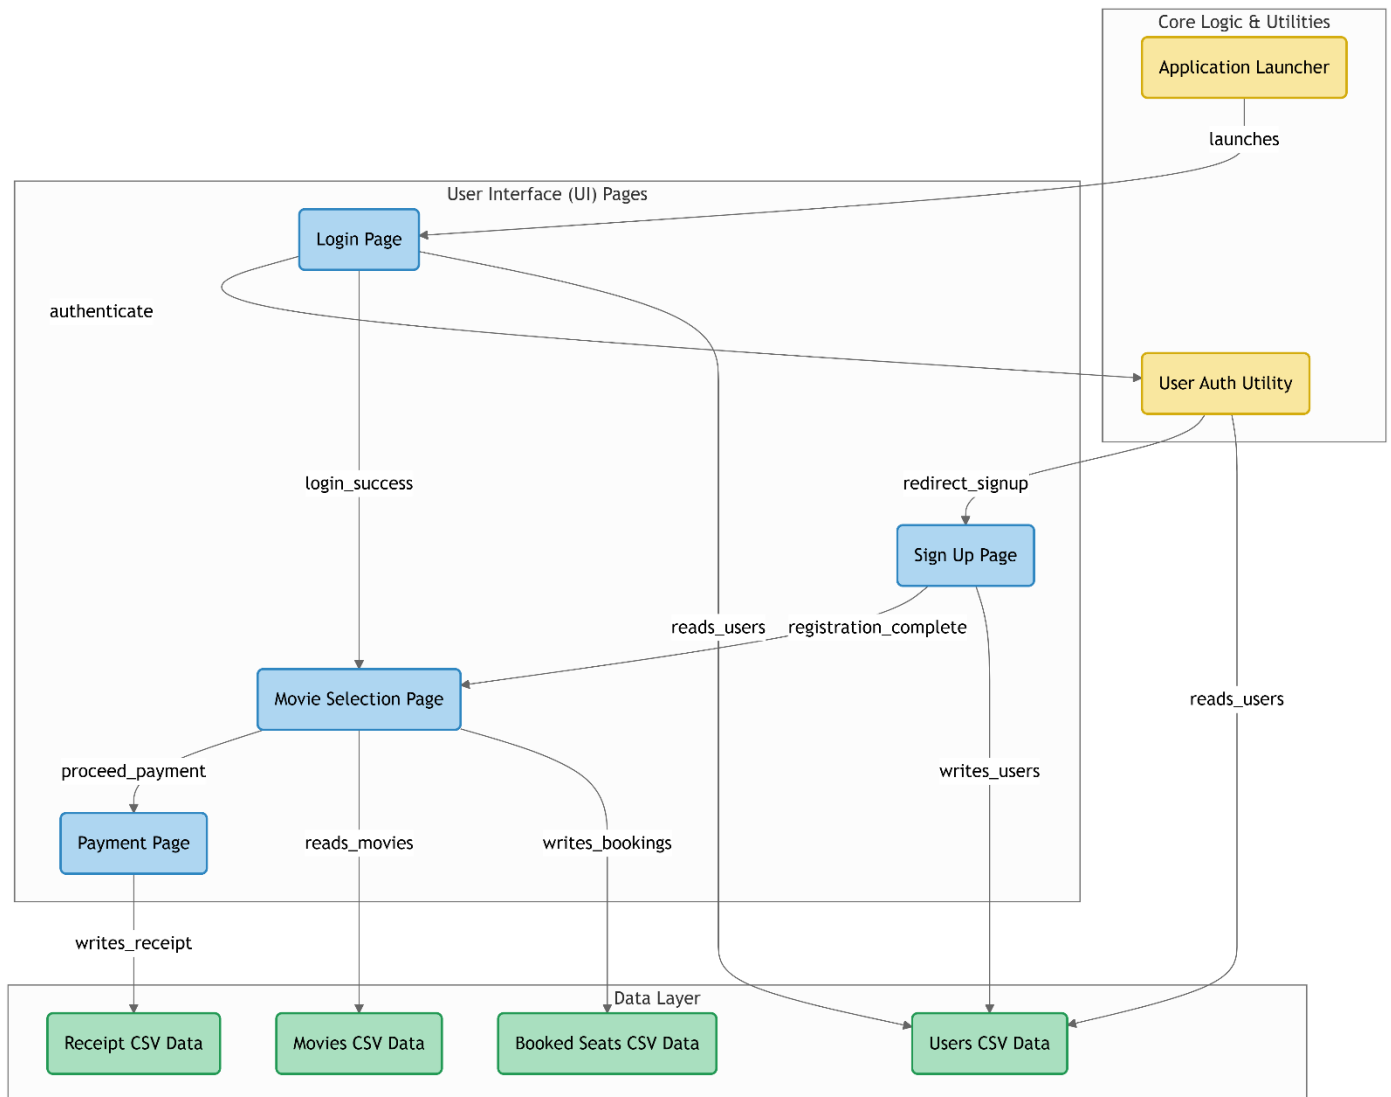 Core Logic & Utilities
Application Launcher
launches
User Interface (UI) Pages
Login Page
authenticate
User Auth Utility
login_success
redirect_signup
Sign Up Page
reads_users
registration_complete
Movie Selection Page
reads_users
proceed_payment
writes_users
Payment Page
reads_movies
writes_bookings
writes_receipt
Data Layer
Receipt CSV Data
Movies CSV Data
Booked Seats CSV Data
Users CSV Data